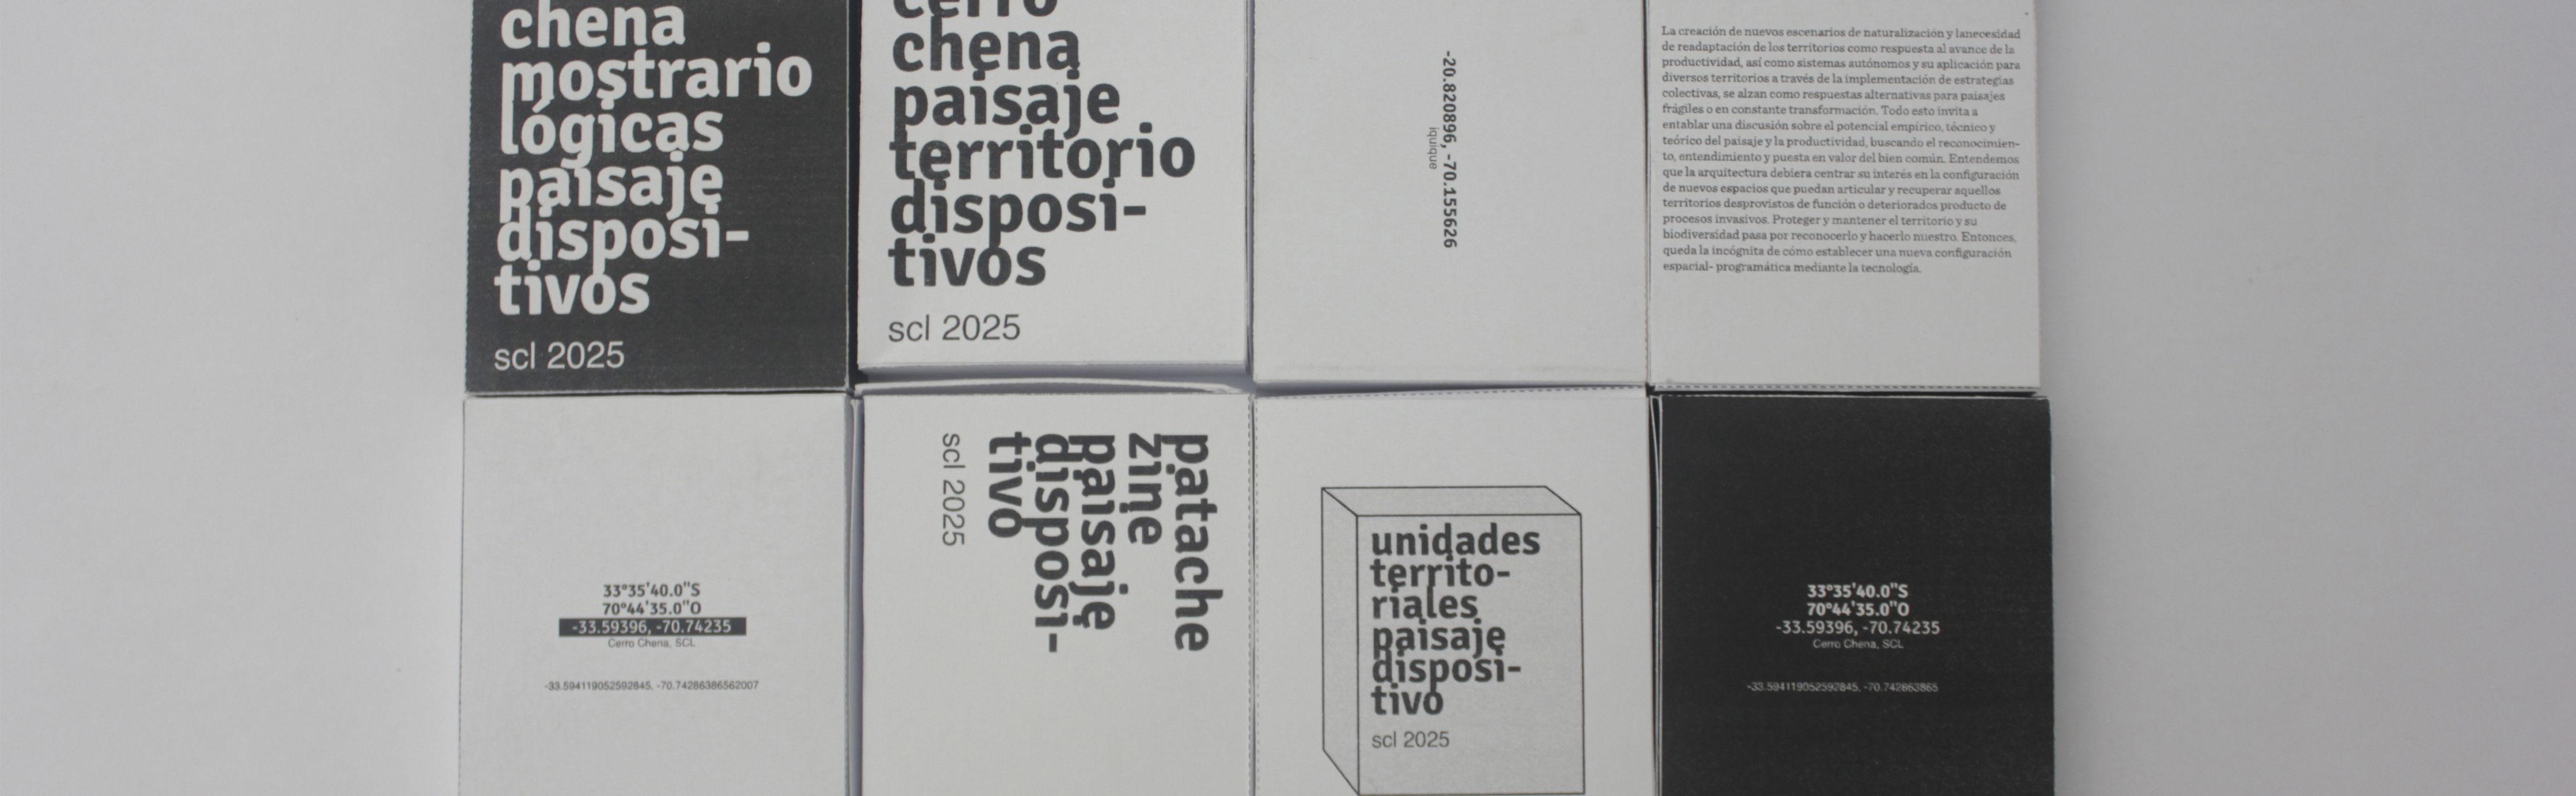 chena
mostrario
lógicas
paisaje
disposi-
tivos
scl 2025
cerro
chena
paisaje
territorio
disposi-
tivos
scl 2025
-20.820896, -70.155626
iquique
La creación de nuevos escenarios de naturalización y lanecesidad
de readaptación de los territorios como respuesta al avance de la
productividad, así como sistemas autónomos y su aplicación para
diversos territorios a través de la implementación de estrategias
colectivas, se alzan como respuestas alternativas para paisajes
frágiles o en constante transformación. Todo esto invita a
entablar una discusión sobre el potencial empírico, técnico y
teórico del paisaje y la productividad, buscando el reconocimien-
to, entendimiento y puesta en valor del bien común. Entendemos
que la arquitectura debiera centrar su interés en la configuración
de nuevos espacios que puedan articular y recuperar aquellos
territorios desprovistos de función o deteriorados producto de
procesos invasivos. Proteger y mantener el territorio y su
biodiversidad pasa por reconocerlo y hacerlo nuestro. Entonces,
queda la incógnita de cómo establecer una nueva configuración
espacial- programática mediante la tecnología.
33°35'40.0"S
70°44'35.0"O
-33.59396, -70.74235
Cerro Chena, SCL
-33.594119052592845, -70.74286386562007
patache
zine
paisaje
disposi-
tivo
scl 2025
unidades
territo-
riales
paisaje
disposi-
tivo
scl 2025
33°35'40.0"S
70°44'35.0"O
-33.59396, -70.74235
Cerro Chena, SCL
-33.594119052592845, -70.742863865